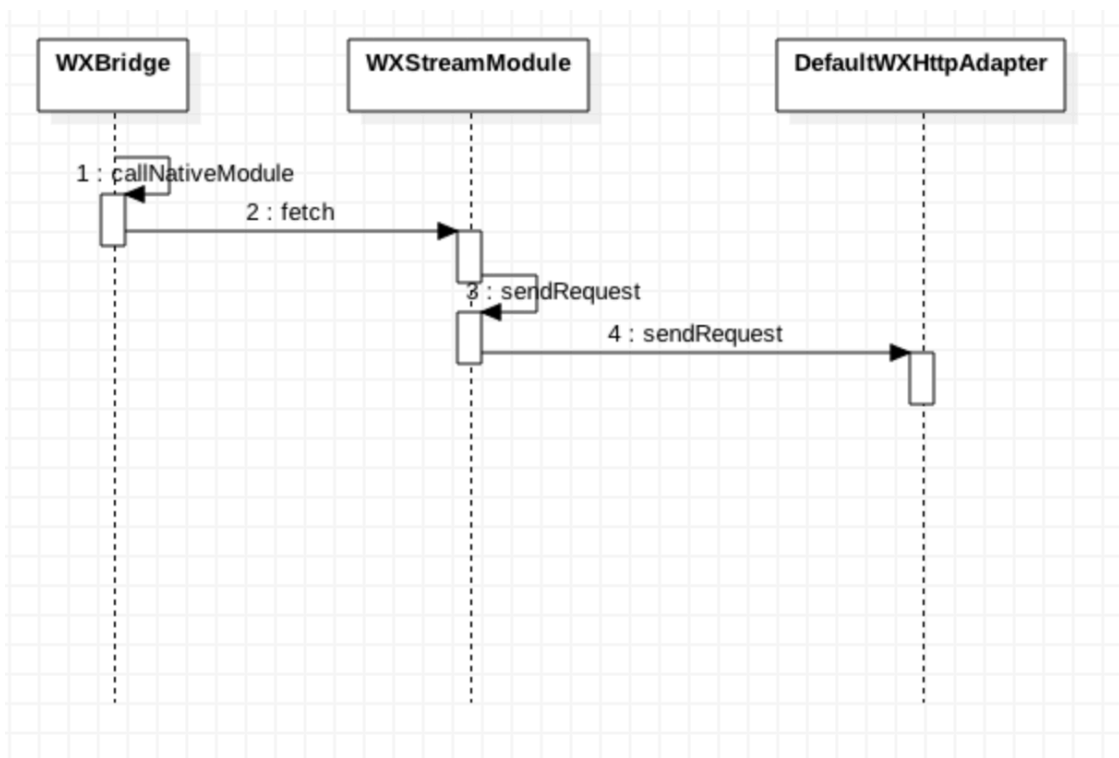 WXBridge
WXStreamModule
DefaultWXHttpAdapter
1 : callNativeModule
2 : fetch
3 : sendRequest
4 : sendRequest